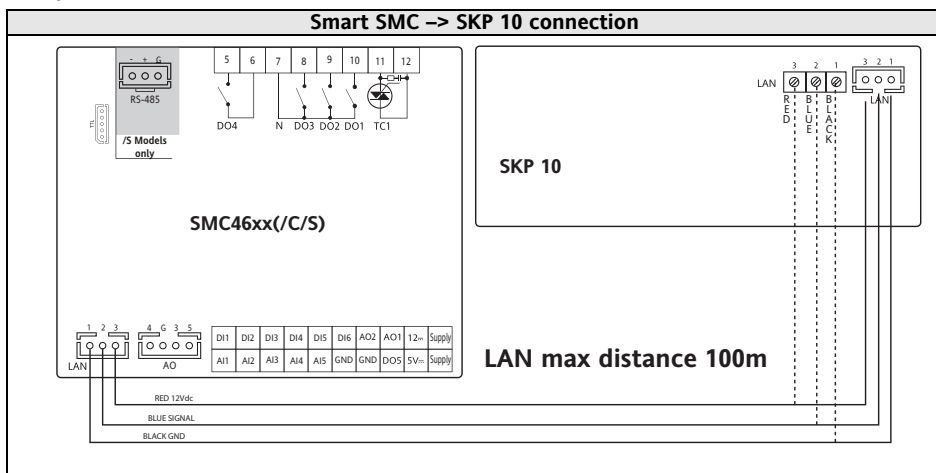 Smart SMC –> SKP 10 connection
- + G
RS-485
TTL
/S Models
only
5 6 7 8 9 10 11 12
DO4 N DO3 DO2 DO1 TC1
SMC46xx(/C/S)
1 2 3
LAN
4 G 3 5
AO
DI1 DI2 DI3 DI4 DI5 DI6 AO2 AO1 12⎓ Supply
AI1 AI2 AI3 AI4 AI5 GND GND DO5 5V⎓ Supply
SKP 10
LAN
3 2 1
RED
BLUE
BLACK
3 2 1
LAN
LAN max distance 100m
RED 12Vdc
BLUE SIGNAL
BLACK GND